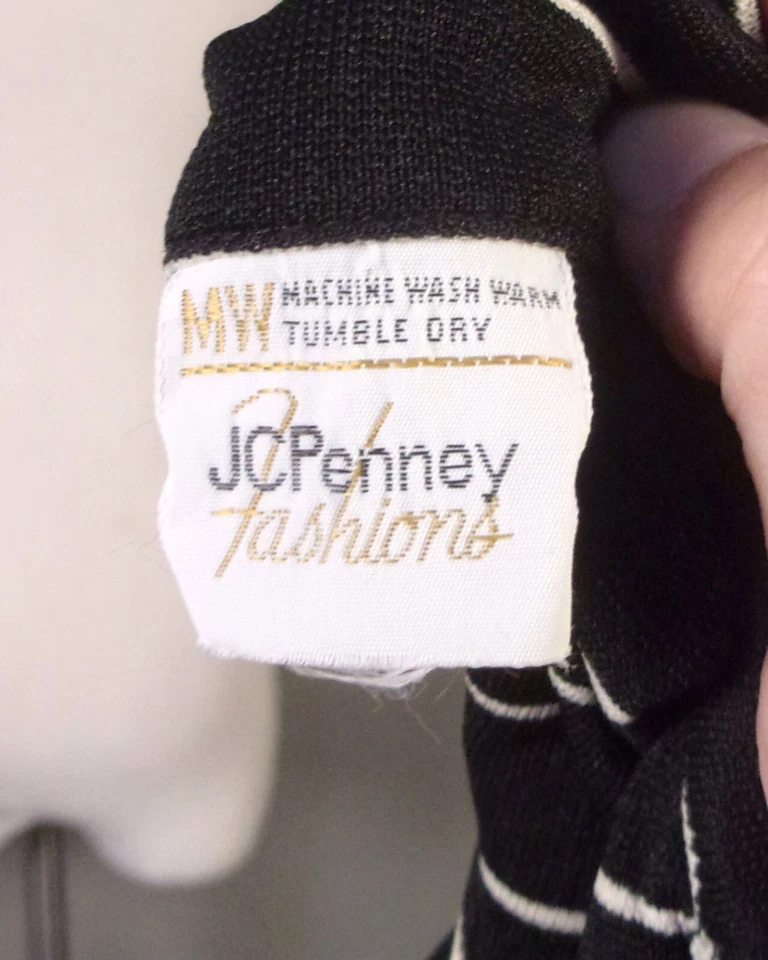 MW MACHINE WASH WARM
TUMBLE DRY
JCPenney
fashions